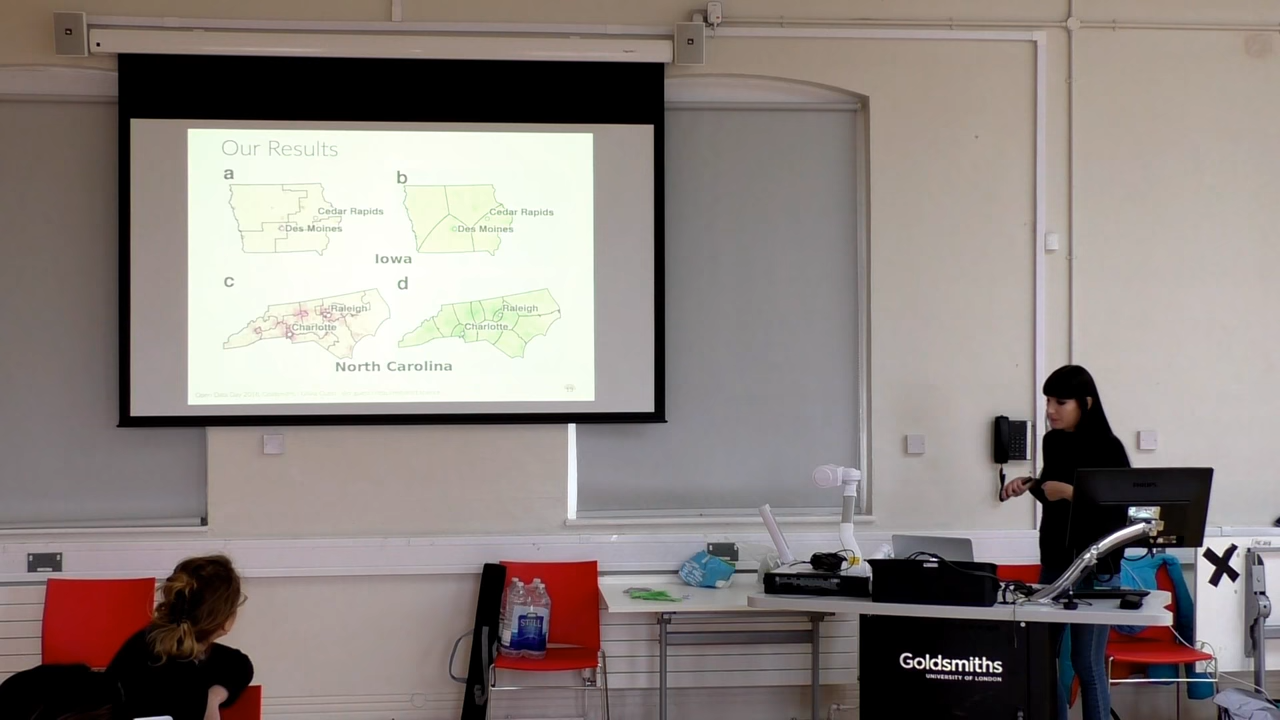 Our Results
a
b
Cedar Rapids
Des Moines
Cedar Rapids
Des Moines
Iowa
c
d
Raleigh
Charlotte
Raleigh
Charlotte
North Carolina
STILL
Goldsmiths
UNIVERSITY OF LONDON